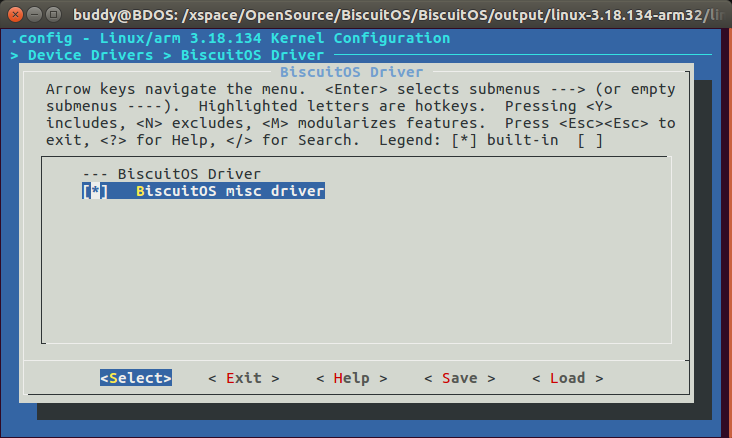 buddy@BDOS: /xspace/OpenSource/BiscuitOS/BiscuitOS/output/linux-3.18.134-arm32/
.config - Linux/arm 3.18.134 Kernel Configuration
> Device Drivers > BiscuitOS Driver
BiscuitOS Driver
Arrow keys navigate the menu.  <Enter> selects submenus ---> (or empty
submenus ----).  Highlighted letters are hotkeys.  Pressing <Y>
includes, <N> excludes, <M> modularizes features.  Press <Esc><Esc> to
exit, <?> for Help, </> for Search.  Legend: [*] built-in  [ ]
--- BiscuitOS Driver
[*]   BiscuitOS misc driver
<Select>    < Exit >    < Help >    < Save >    < Load >